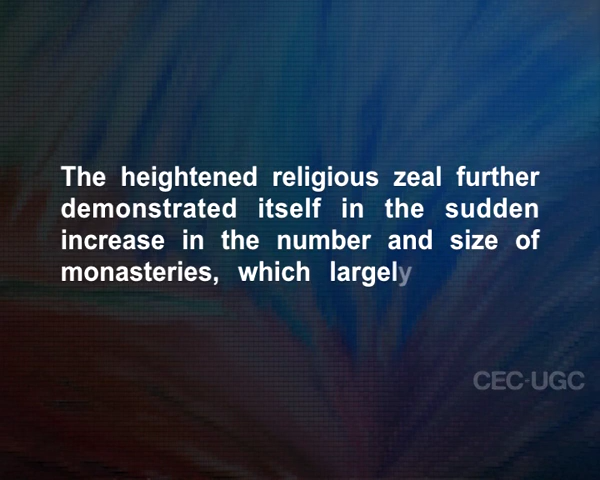 The heightened religious zeal further
demonstrated itself in the sudden
increase in the number and size of
monasteries, which largely
CEC-UGC